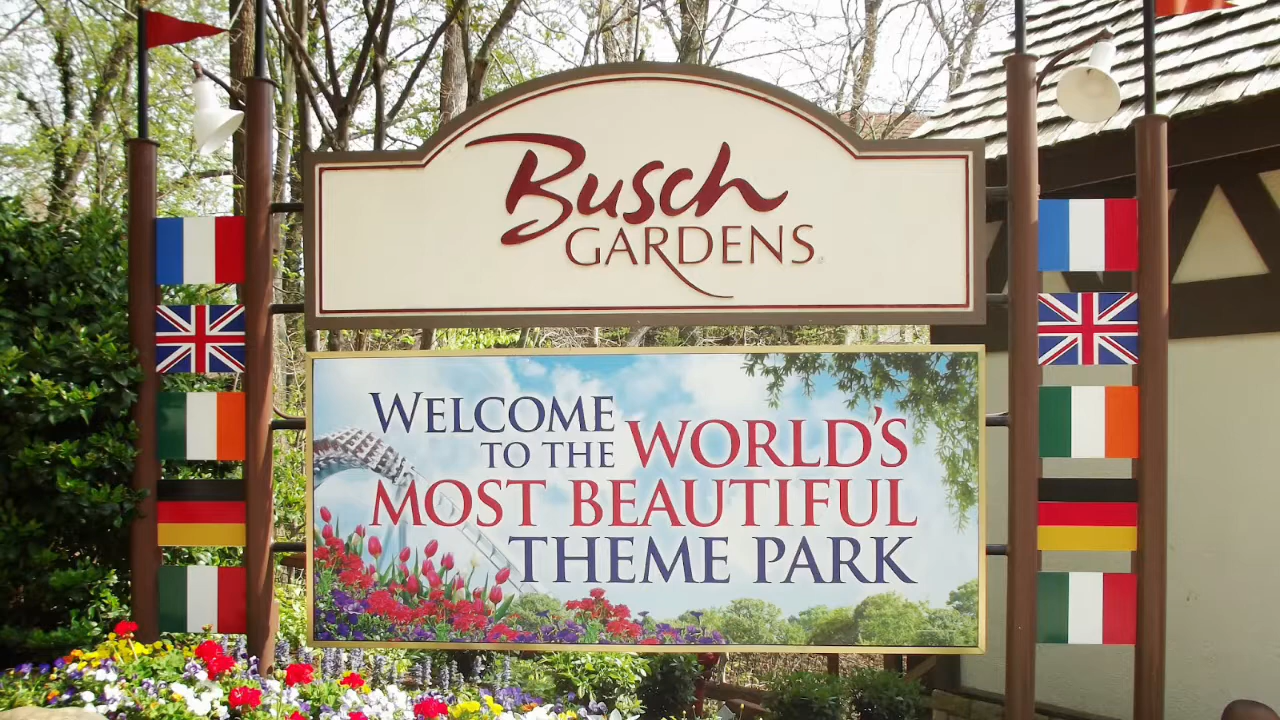 Busch
GARDENS
WELCOME
TO THE WORLD'S
MOST BEAUTIFUL
THEME PARK